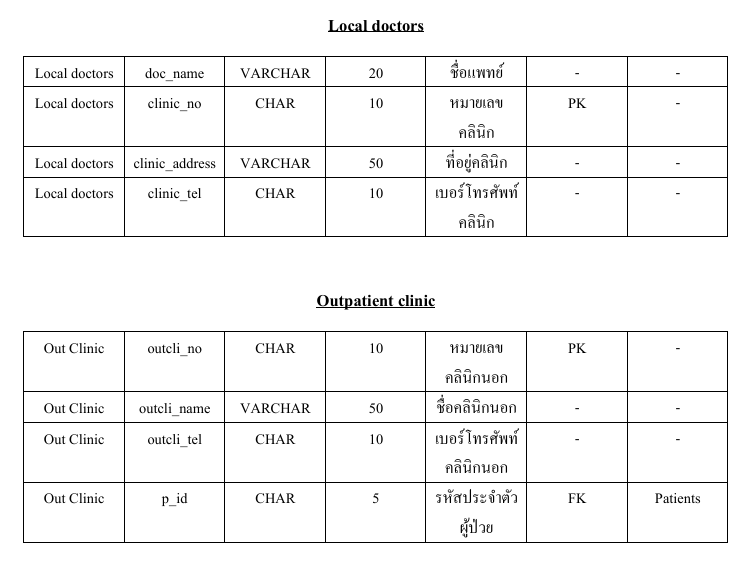 Local doctors
Local doctors doc_name VARCHAR 20 ชื่อแพทย์ - -
Local doctors clinic_no CHAR 10 หมายเลข PK -
คลินิก
Local doctors clinic_address VARCHAR 50 ที่อยู่คลินิก - -
Local doctors clinic_tel CHAR 10 เบอร์โทรศัพท์ - -
คลินิก
Outpatient clinic
Out Clinic outcli_no CHAR 10 หมายเลข PK -
คลินิกนอก
Out Clinic outcli_name VARCHAR 50 ชื่อคลินิกนอก - -
Out Clinic outcli_tel CHAR 10 เบอร์โทรศัพท์ - -
คลินิกนอก
Out Clinic p_id CHAR 5 รหัสประจำตัว FK Patients
ผู้ป่วย